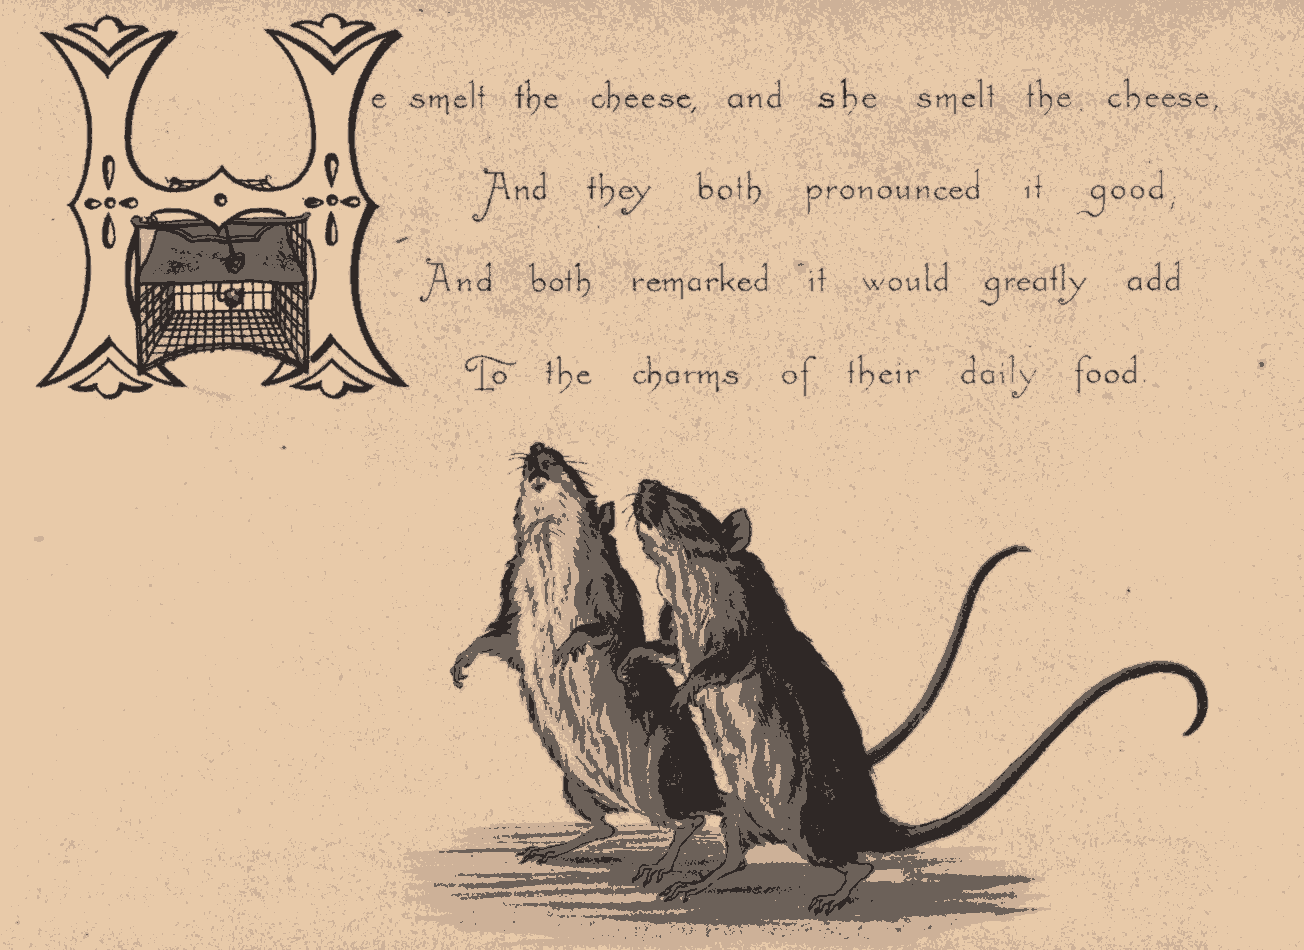 He smelt the cheese, and she smelt the cheese,
And they both pronounced it good,
And both remarked it would greatly add
To the charms of their daily food.